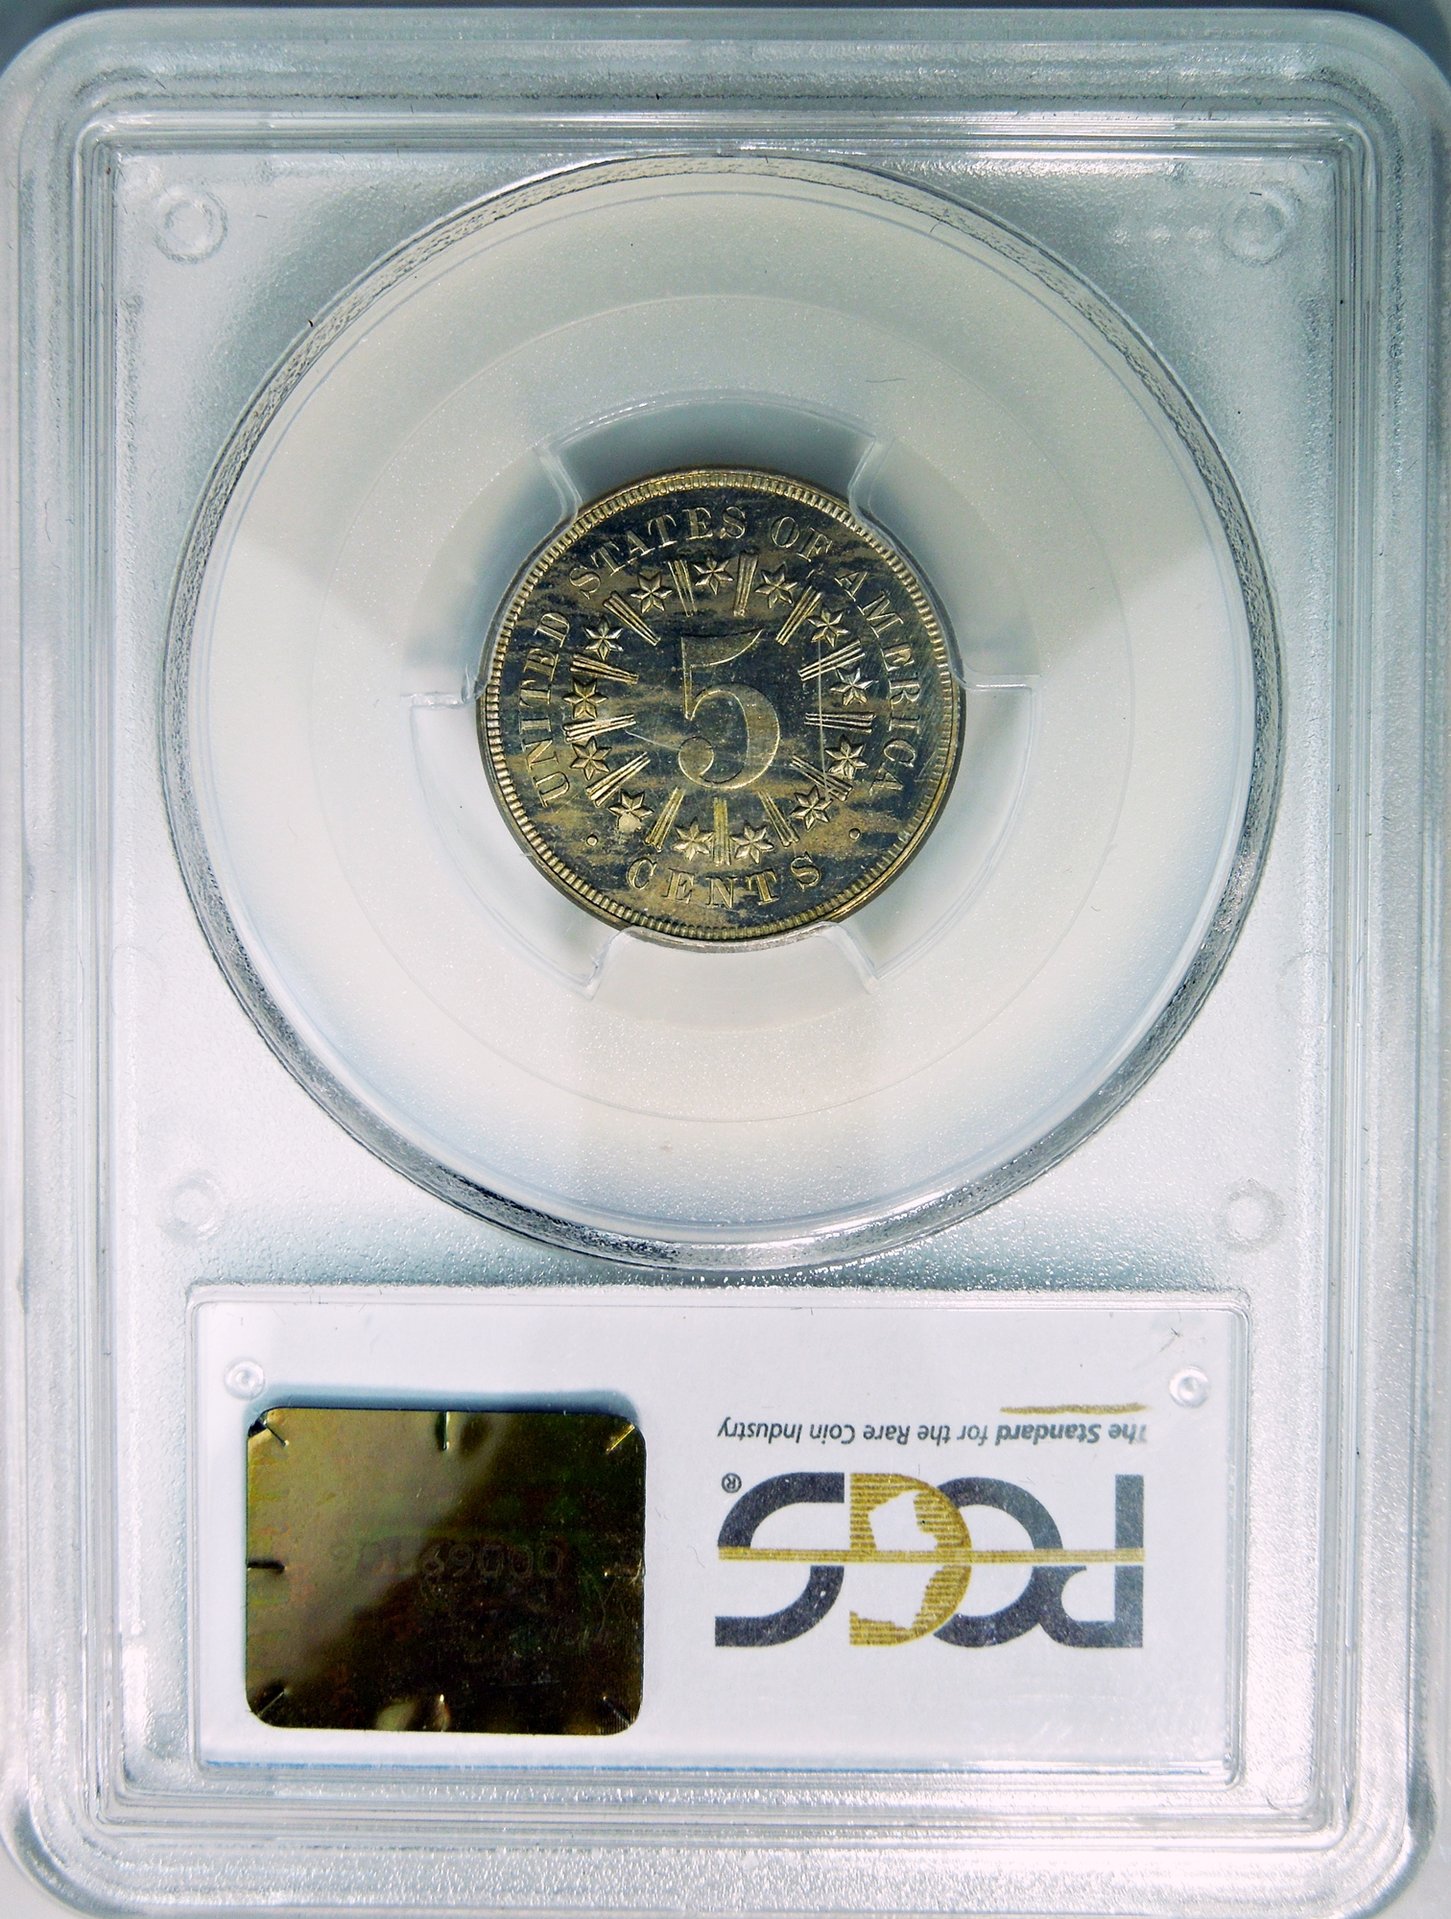 UNITED STATES OF AMERICA
5
· CENTS ·
PCGS®
The Standard for the Rare Coin Industry